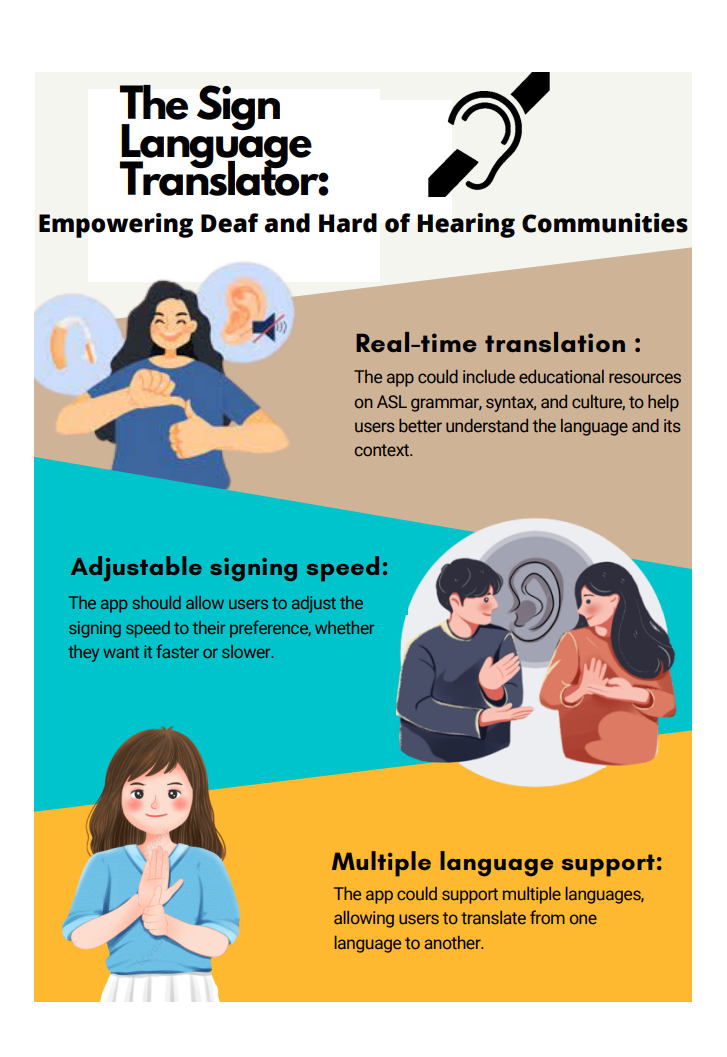 The Sign
Language
Translator:
Empowering Deaf and Hard of Hearing Communities
Real-time translation :
The app could include educational resources
on ASL grammar, syntax, and culture, to help
users better understand the language and its
context.
Adjustable signing speed:
The app should allow users to adjust the
signing speed to their preference, whether
they want it faster or slower.
Multiple language support:
The app could support multiple languages,
allowing users to translate from one
language to another.